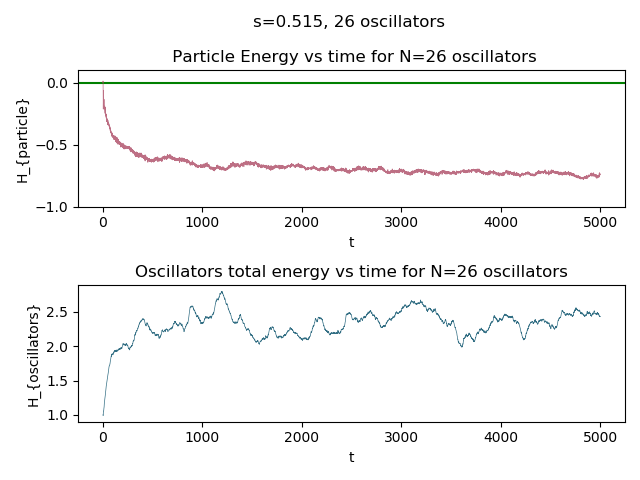 s=0.515, 26 oscillators
Particle Energy vs time for N=26 oscillators
H_{particle}
0.0
−0.5
−1.0
0 1000 2000 3000 4000 5000
t
Oscillators total energy vs time for N=26 oscillators
H_{oscillators}
2.5
2.0
1.5
1.0
0 1000 2000 3000 4000 5000
t